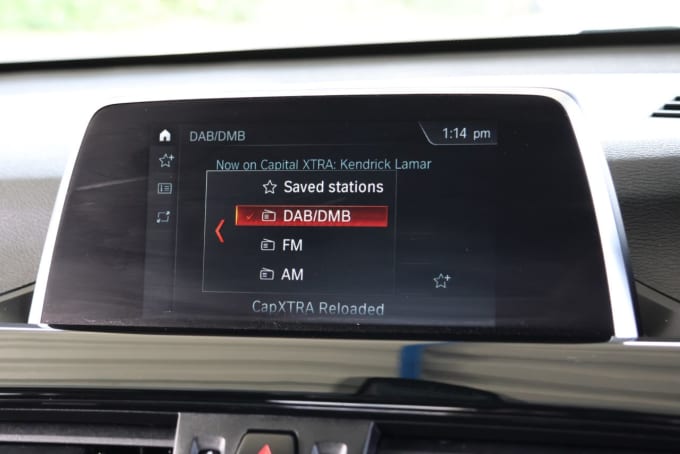 DAB/DMB
1:14 pm
Now on Capital XTRA: Kendrick Lamar
Saved stations
DAB/DMB
FM
AM
CapXTRA Reloaded